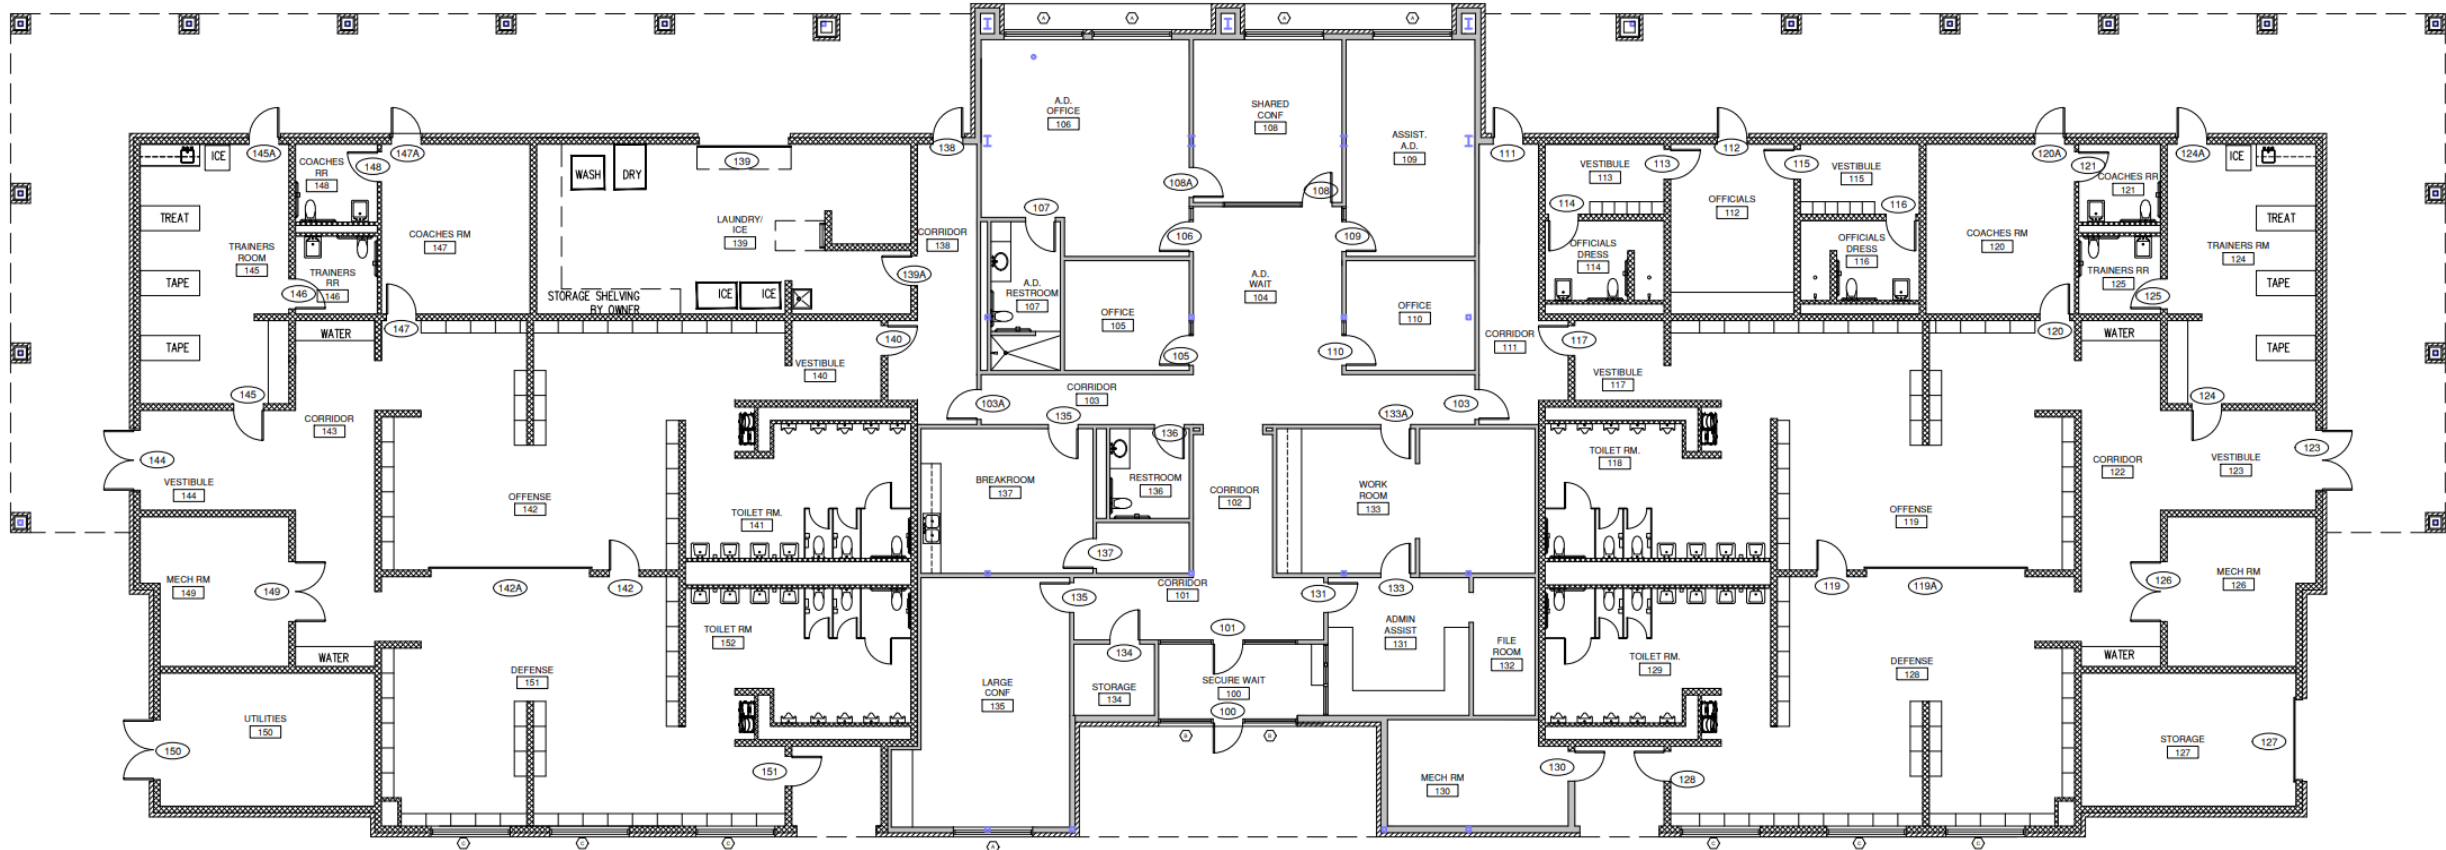 A
A
A
A
A.D.
OFFICE
106
SHARED
CONF
108
ASSIST.
A.D.
109
138
111
112
145A
147A
120A
124A
ICE
COACHES
RR
148
148
139
WASH
DRY
108A
108
VESTIBULE
113
113
115
VESTIBULE
115
121
COACHES RR
121
ICE
TREAT
TRAINERS
ROOM
145
COACHES RM
147
LAUNDRY/
ICE
139
CORRIDOR
138
107
106
109
114
OFFICIALS
112
116
COACHES RM
120
TREAT
TRAINERS RM
124
TAPE
TRAINERS
RR
146
146
139A
A.D.
RESTROOM
107
A.D.
WAIT
104
OFFICIALS
DRESS
114
OFFICIALS
DRESS
116
TRAINERS RR
125
125
TAPE
STORAGE SHELVING
BY OWNER
ICE
ICE
OFFICE
105
OFFICE
110
WATER
147
140
105
110
CORRIDOR
111
117
120
WATER
TAPE
VESTIBULE
140
VESTIBULE
117
TAPE
145
CORRIDOR
143
103A
CORRIDOR
103
135
133A
103
124
144
VESTIBULE
144
OFFENSE
142
TOILET RM.
141
BREAKROOM
137
136
RESTROOM
136
CORRIDOR
102
WORK
ROOM
133
TOILET RM.
118
OFFENSE
119
CORRIDOR
122
VESTIBULE
123
123
137
MECH RM
149
149
142A
142
135
CORRIDOR
101
131
133
119
119A
126
MECH RM
126
WATER
DEFENSE
151
TOILET RM
152
LARGE
CONF
135
134
STORAGE
134
101
SECURE WAIT
100
100
ADMIN
ASSIST
131
FILE
ROOM
132
TOILET RM.
129
DEFENSE
128
WATER
UTILITIES
150
150
151
B
B
MECH RM
130
130
128
STORAGE
127
127
C
C
C
A
C
C
C